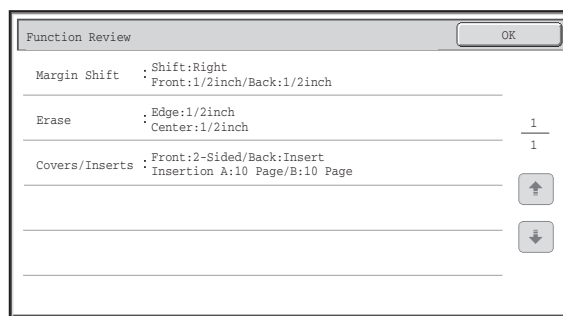 Function Review
OK
Margin Shift : Shift:Right
Front:1/2inch/Back:1/2inch
Erase : Edge:1/2inch
Center:1/2inch
Covers/Inserts : Front:2-Sided/Back:Insert
Insertion A:10 Page/B:10 Page
1
1